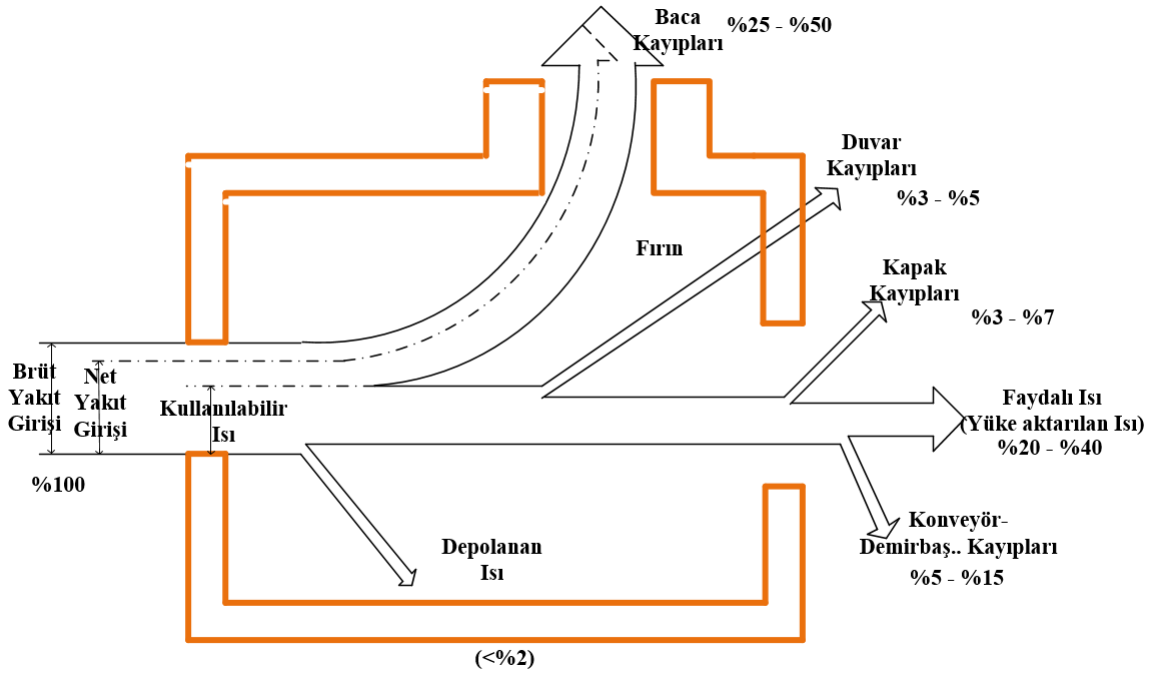 Baca
Kayıpları
%25 - %50
Duvar
Kayıpları
%3 - %5
Fırın
Kapak
Kayıpları
%3 - %7
Brüt
Yakıt
Girişi
Net
Yakıt
Girişi
Kullanılabilir
Isı
%100
Faydalı Isı
(Yüke aktarılan Isı)
%20 - %40
Konveyör-
Demirbaş.. Kayıpları
%5 - %15
Depolanan
Isı
(<%2)